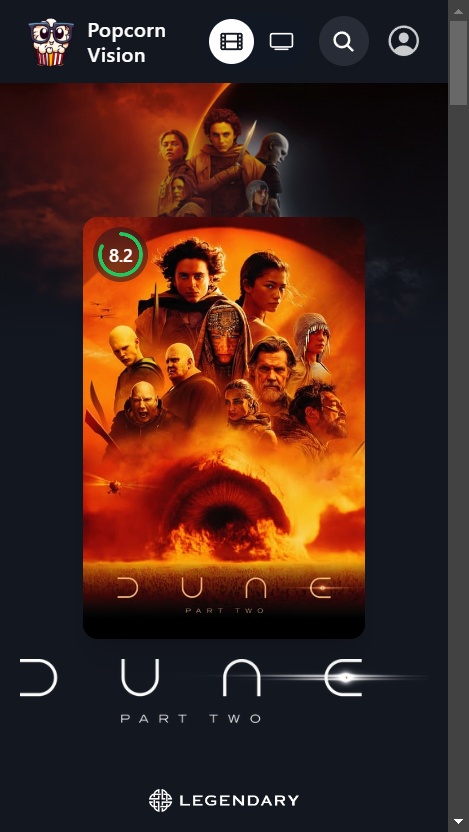 Popcorn
Vision
8.2
DUNE
PART TWO
DUNE
PART TWO
LEGENDARY